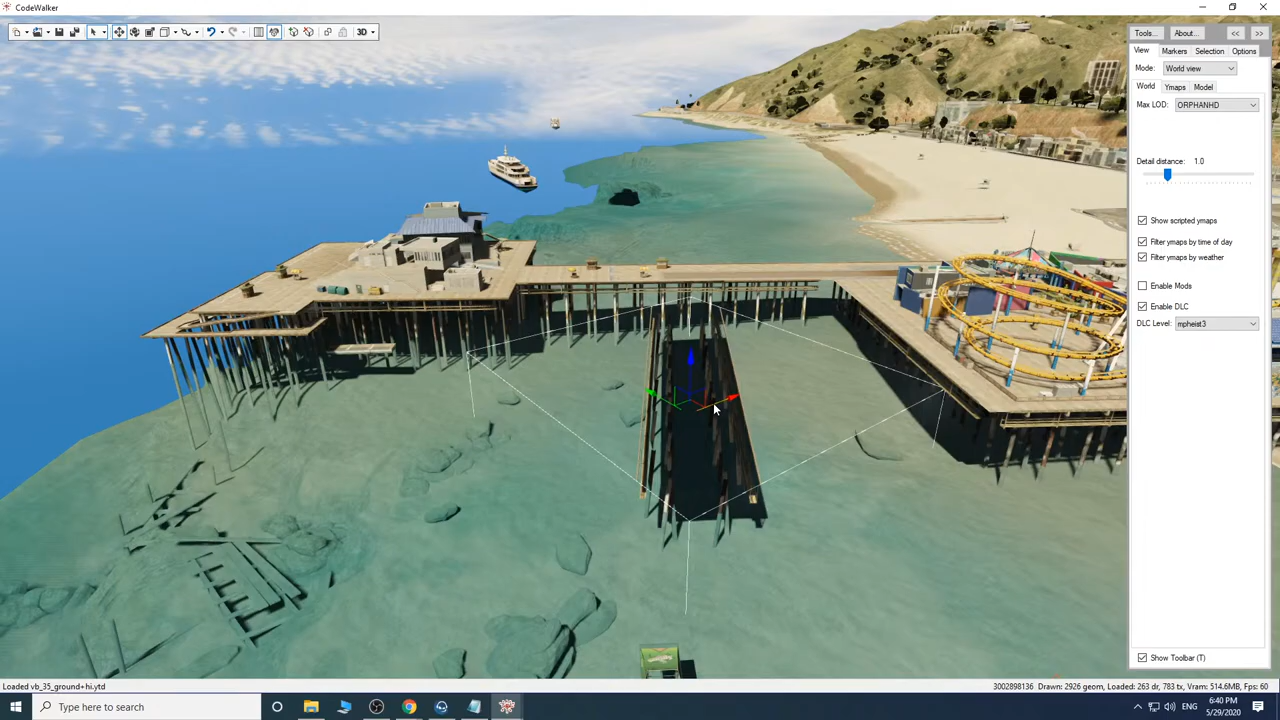 CodeWalker
3D
Tools...
About...
<<
>>
View
Markers
Selection
Options
Mode:
World view
World
Ymaps
Model
Max LOD:
ORPHANHD
Detail distance:
1.0
Show scripted ymaps
Filter ymaps by time of day
Filter ymaps by weather
Enable Mods
Enable DLC
DLC Level:
mpheist3
Show Toolbar (T)
Loaded vb_35_ground+hi.ytd
3002898136 Drawn: 2926 geom, Loaded: 263 dr, 783 tx, Vram: 514.6MB, Fps: 60
Type here to search
ENG
6:40 PM
5/29/2020